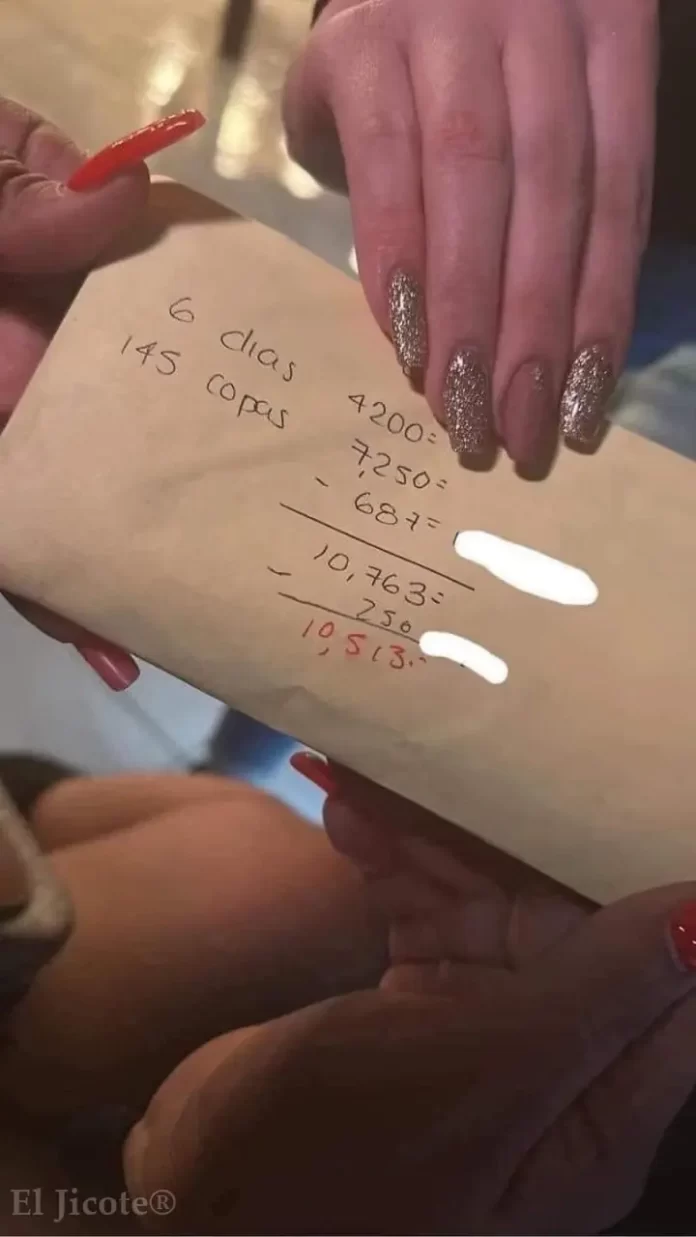 6 dias
145 copas
4200=
7,250=
- 687=
10,763=
- 250
10,513.-
El Jicote®